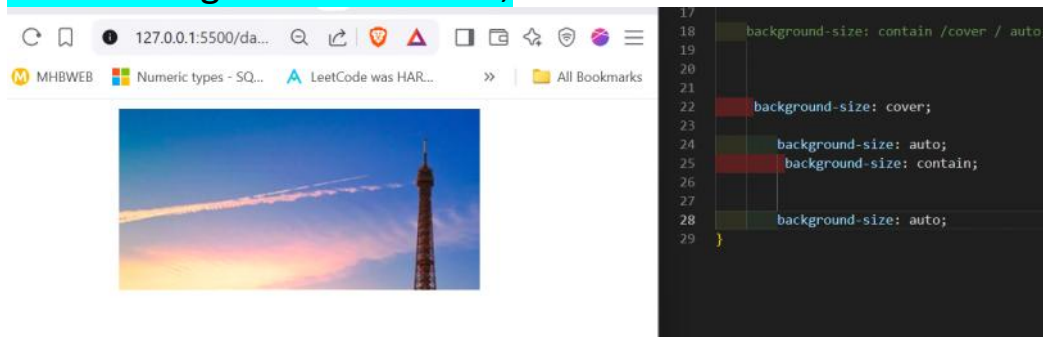 127.0.0.1:5500/da...
MHBWEB
Numeric types - SQ...
LeetCode was HAR...
»
All Bookmarks
17
18 background-size: contain /cover / auto
19
20
21
22 background-size: cover;
23
24 background-size: auto;
25 background-size: contain;
26
27
28 background-size: auto;
29 }